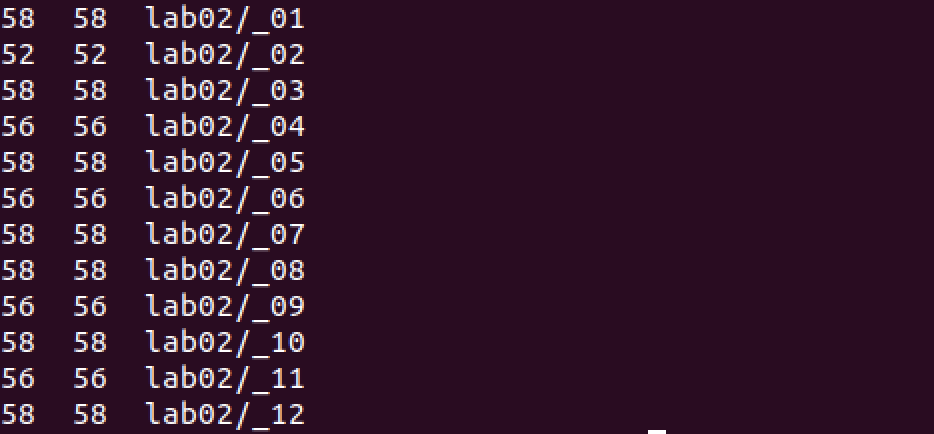 58  58  lab02/_01
52  52  lab02/_02
58  58  lab02/_03
56  56  lab02/_04
58  58  lab02/_05
56  56  lab02/_06
58  58  lab02/_07
58  58  lab02/_08
56  56  lab02/_09
58  58  lab02/_10
56  56  lab02/_11
58  58  lab02/_12